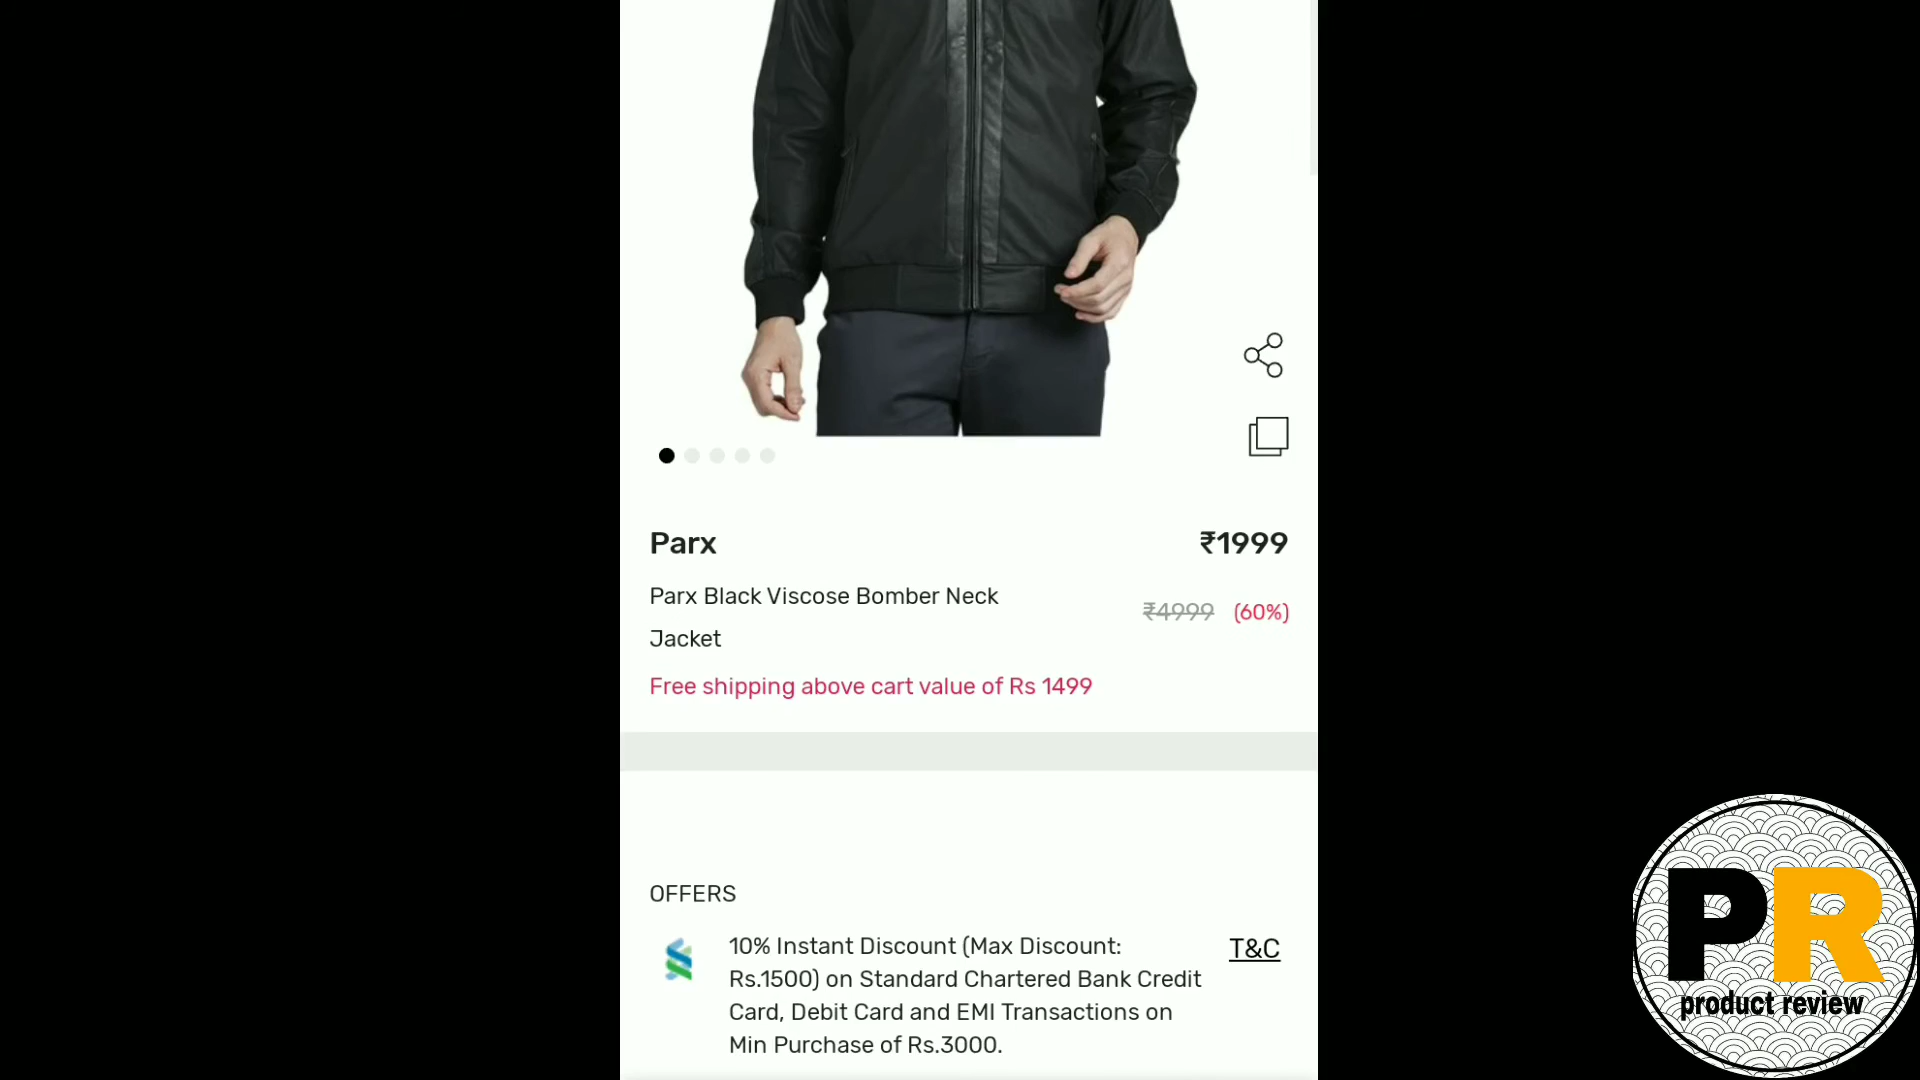 Parx
₹1999
Parx Black Viscose Bomber Neck
Jacket
₹4999 (60%)
Free shipping above cart value of Rs 1499
OFFERS
10% Instant Discount (Max Discount:
Rs.1500) on Standard Chartered Bank Credit
Card, Debit Card and EMI Transactions on
Min Purchase of Rs.3000.
T&C
PR
product review